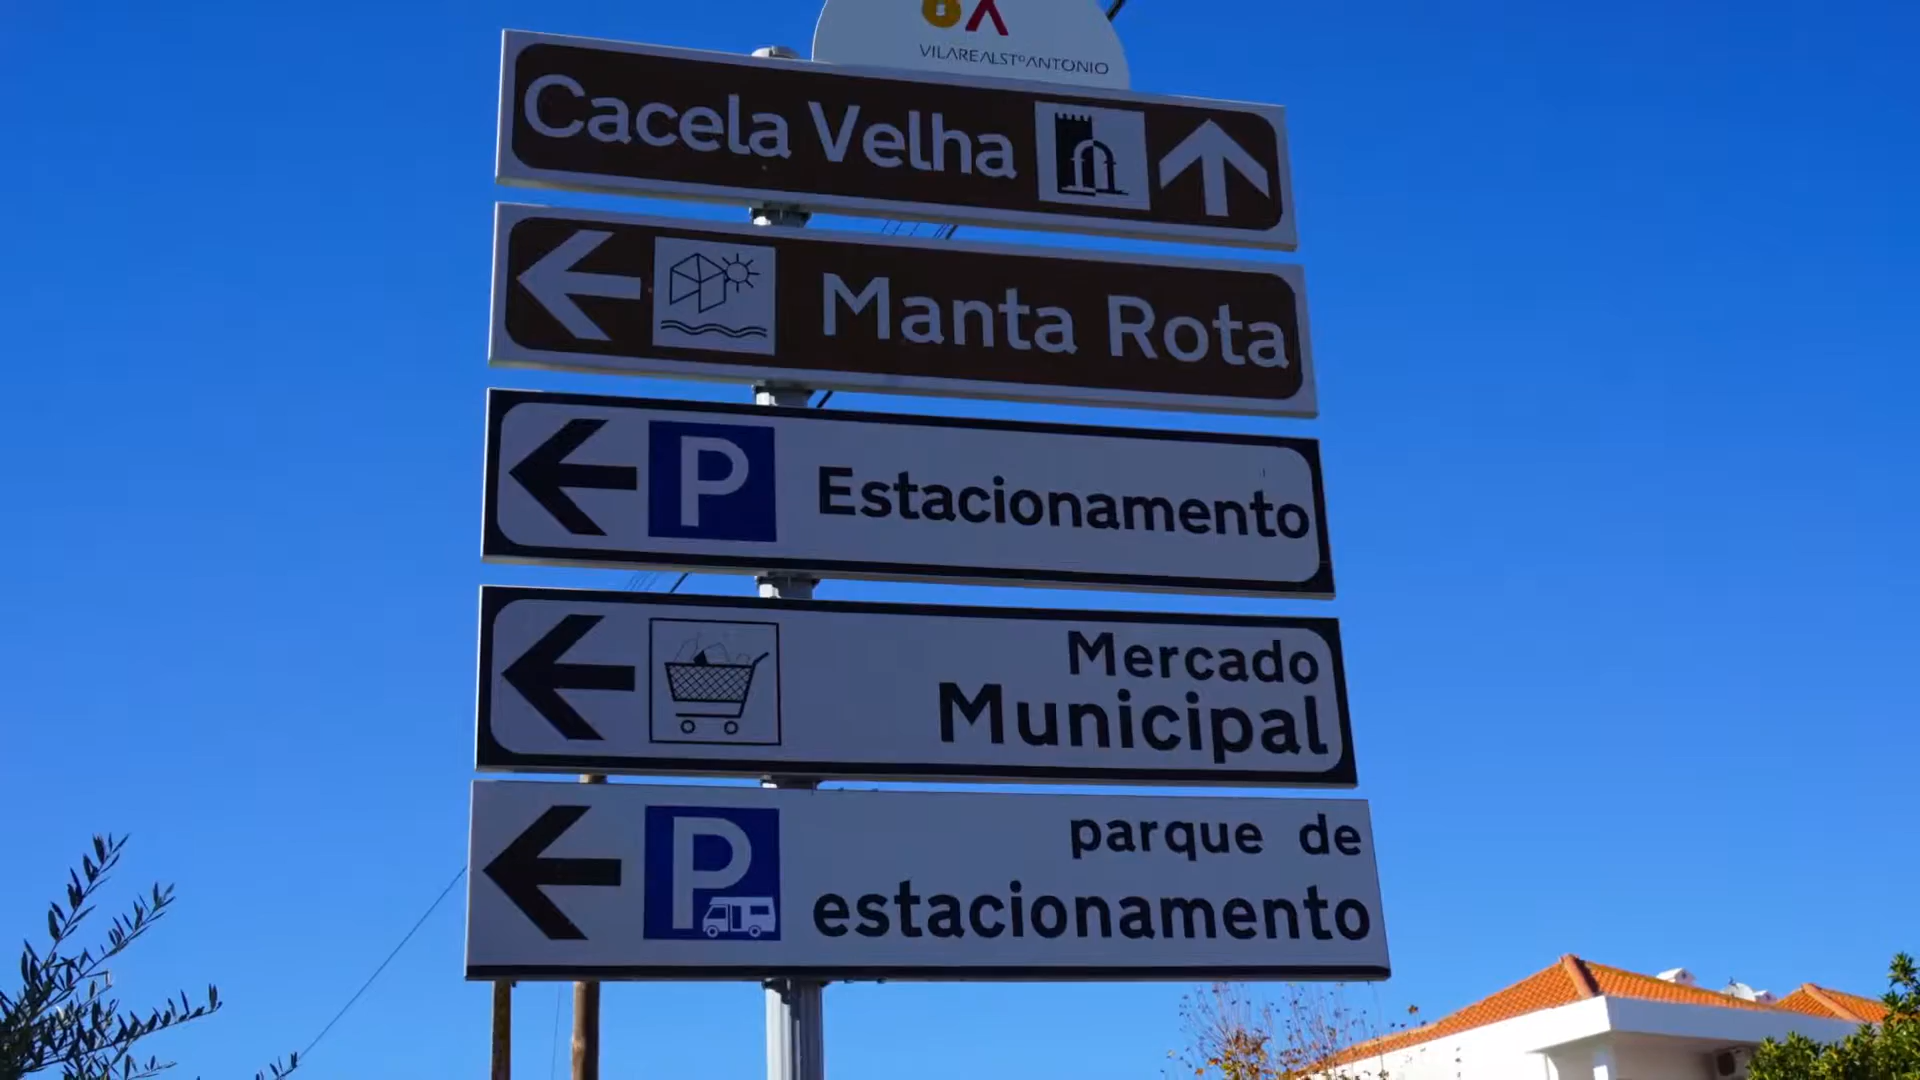 VILAREALSTºANTONIO
Cacela Velha
Manta Rota
P Estacionamento
Mercado
Municipal
P parque de
estacionamento